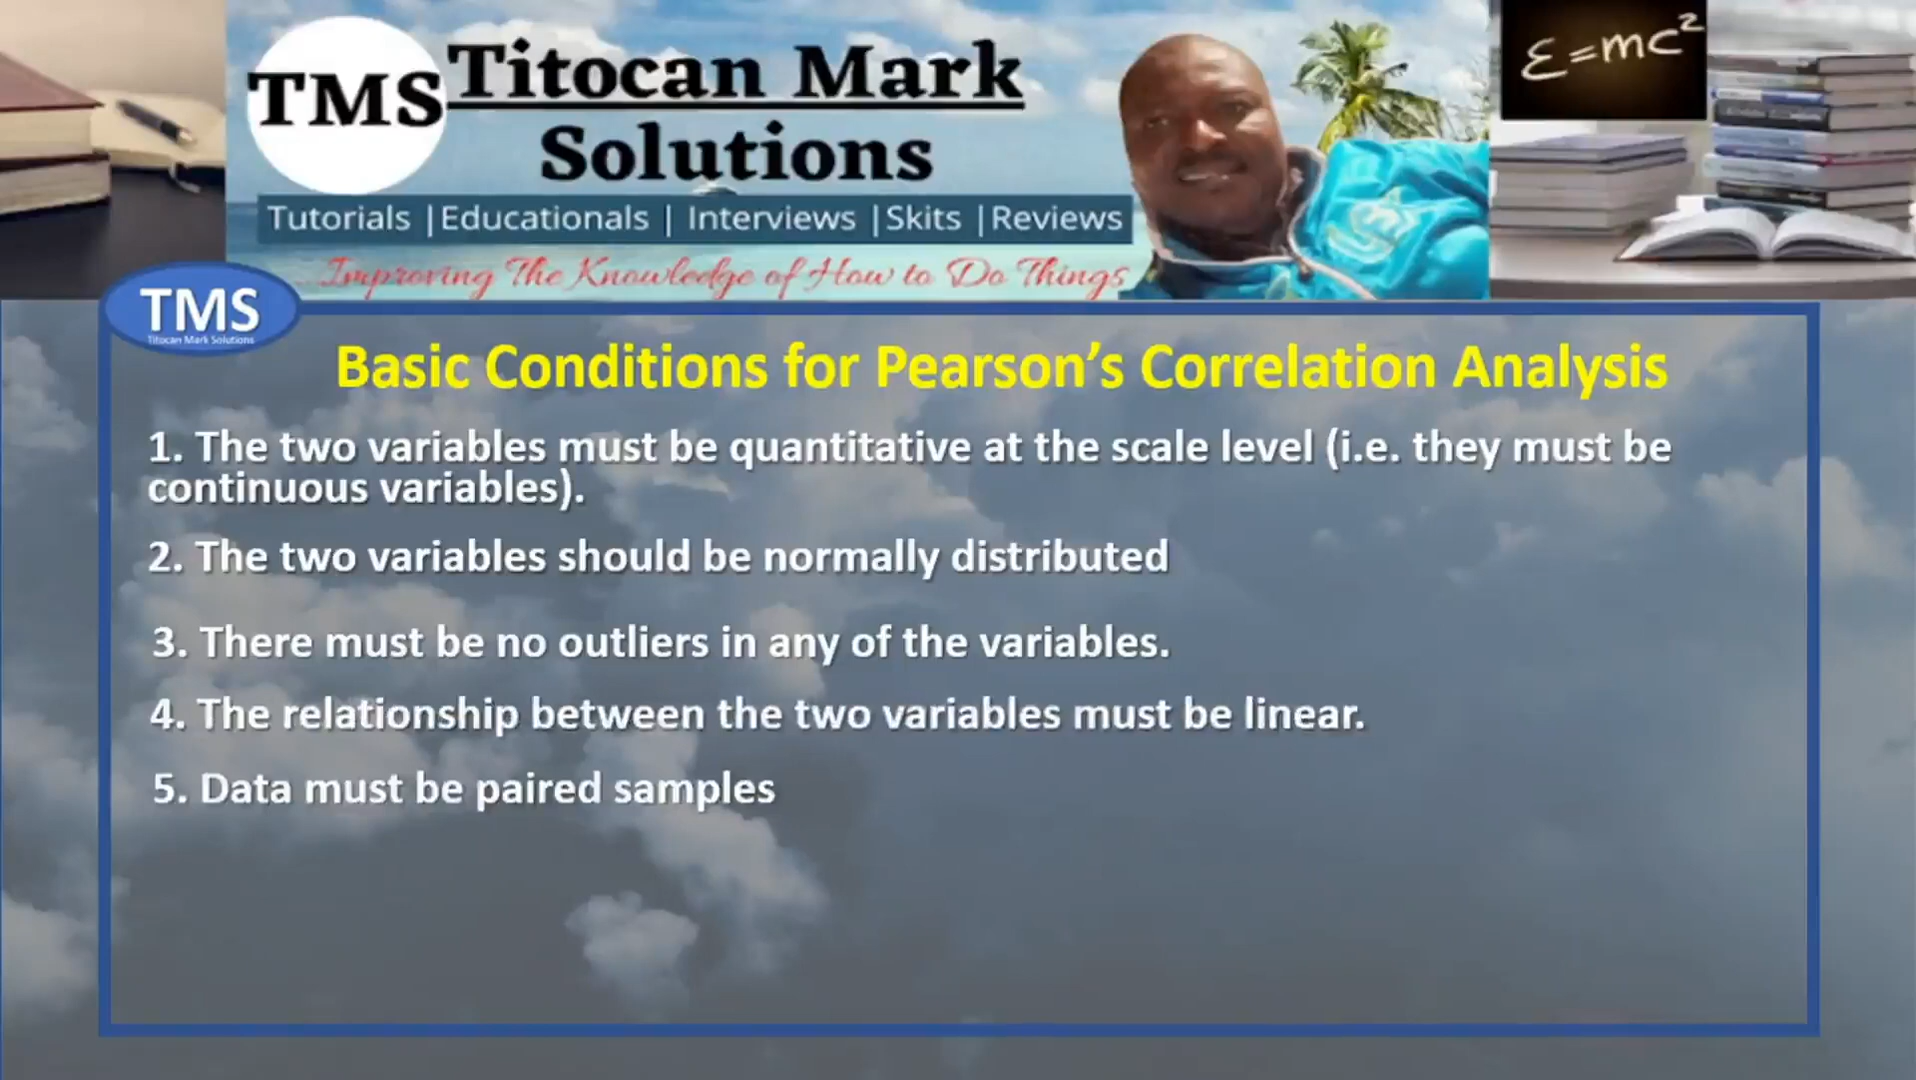 TMS
Titocan Mark
Solutions
Tutorials |Educationals | Interviews |Skits |Reviews
...Improving The Knowledge of How to Do Things
ε=mc²
TMS
Titocan Mark Solutions
Basic Conditions for Pearson’s Correlation Analysis
1. The two variables must be quantitative at the scale level (i.e. they must be
continuous variables).
2. The two variables should be normally distributed
3. There must be no outliers in any of the variables.
4. The relationship between the two variables must be linear.
5. Data must be paired samples